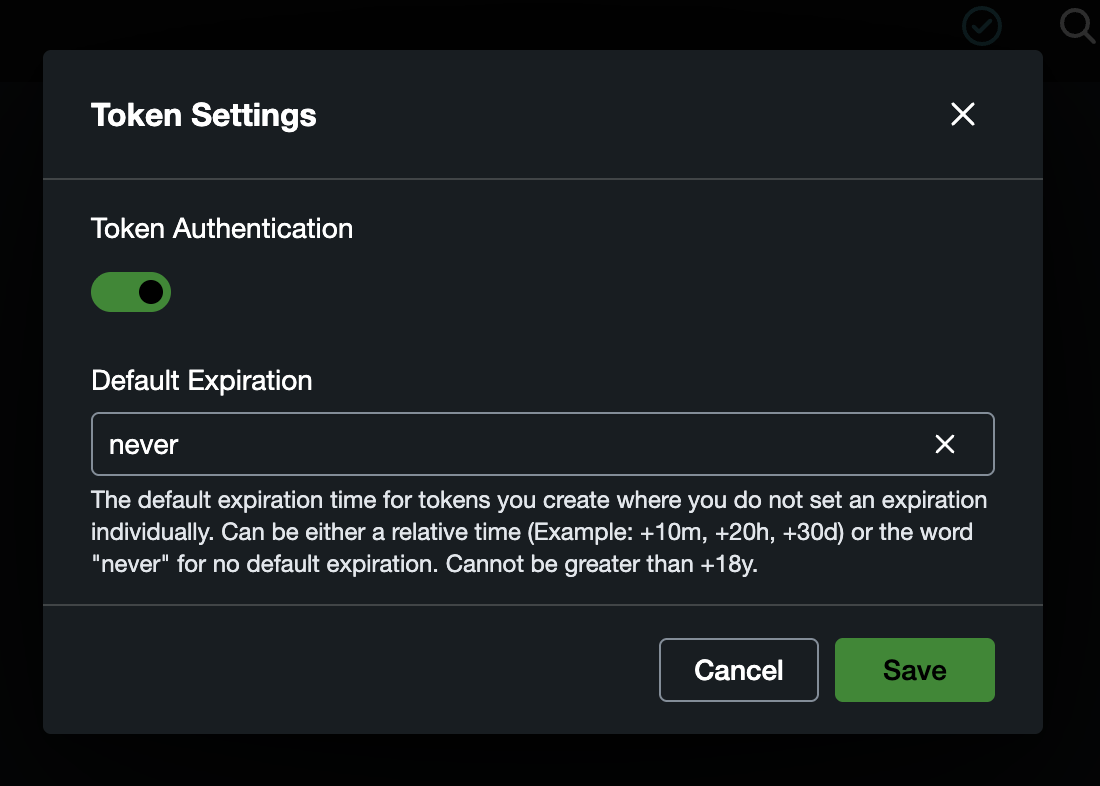 Token Settings
Token Authentication
Default Expiration
never
The default expiration time for tokens you create where you do not set an expiration
individually. Can be either a relative time (Example: +10m, +20h, +30d) or the word
"never" for no default expiration. Cannot be greater than +18y.
Cancel
Save